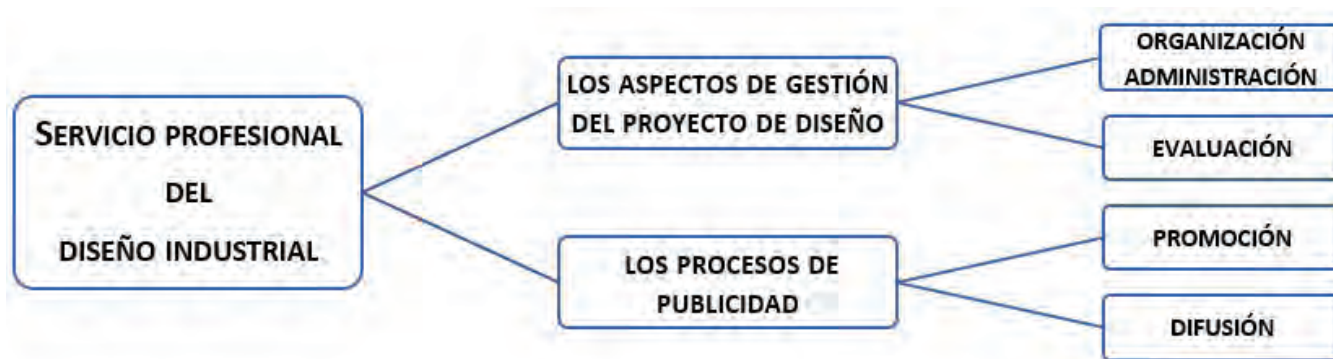 SERVICIO PROFESIONAL
DEL
DISEÑO INDUSTRIAL
LOS ASPECTOS DE GESTIÓN
DEL PROYECTO DE DISEÑO
LOS PROCESOS DE
PUBLICIDAD
ORGANIZACIÓN
ADMINISTRACIÓN
EVALUACIÓN
PROMOCIÓN
DIFUSIÓN